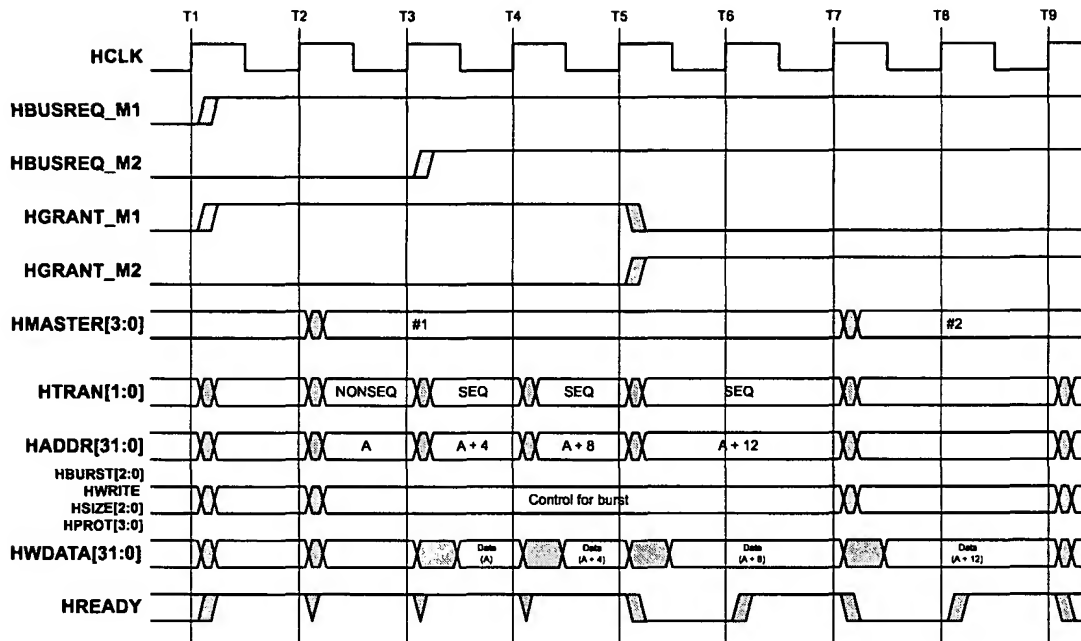 T1 T2 T3 T4 T5 T6 T7 T8 T9
HCLK
HBUSREQ_M1
HBUSREQ_M2
HGRANT_M1
HGRANT_M2
HMASTER[3:0] #1 #2
HTRAN[1:0] NONSEQ SEQ SEQ SEQ
HADDR[31:0] A A + 4 A + 8 A + 12
HBURST[2:0]
HWRITE Control for burst
HSIZE[2:0]
HPROT[3:0]
HWDATA[31:0] Data (A) Data (A + 4) Data (A + 8) Data (A + 12)
HREADY